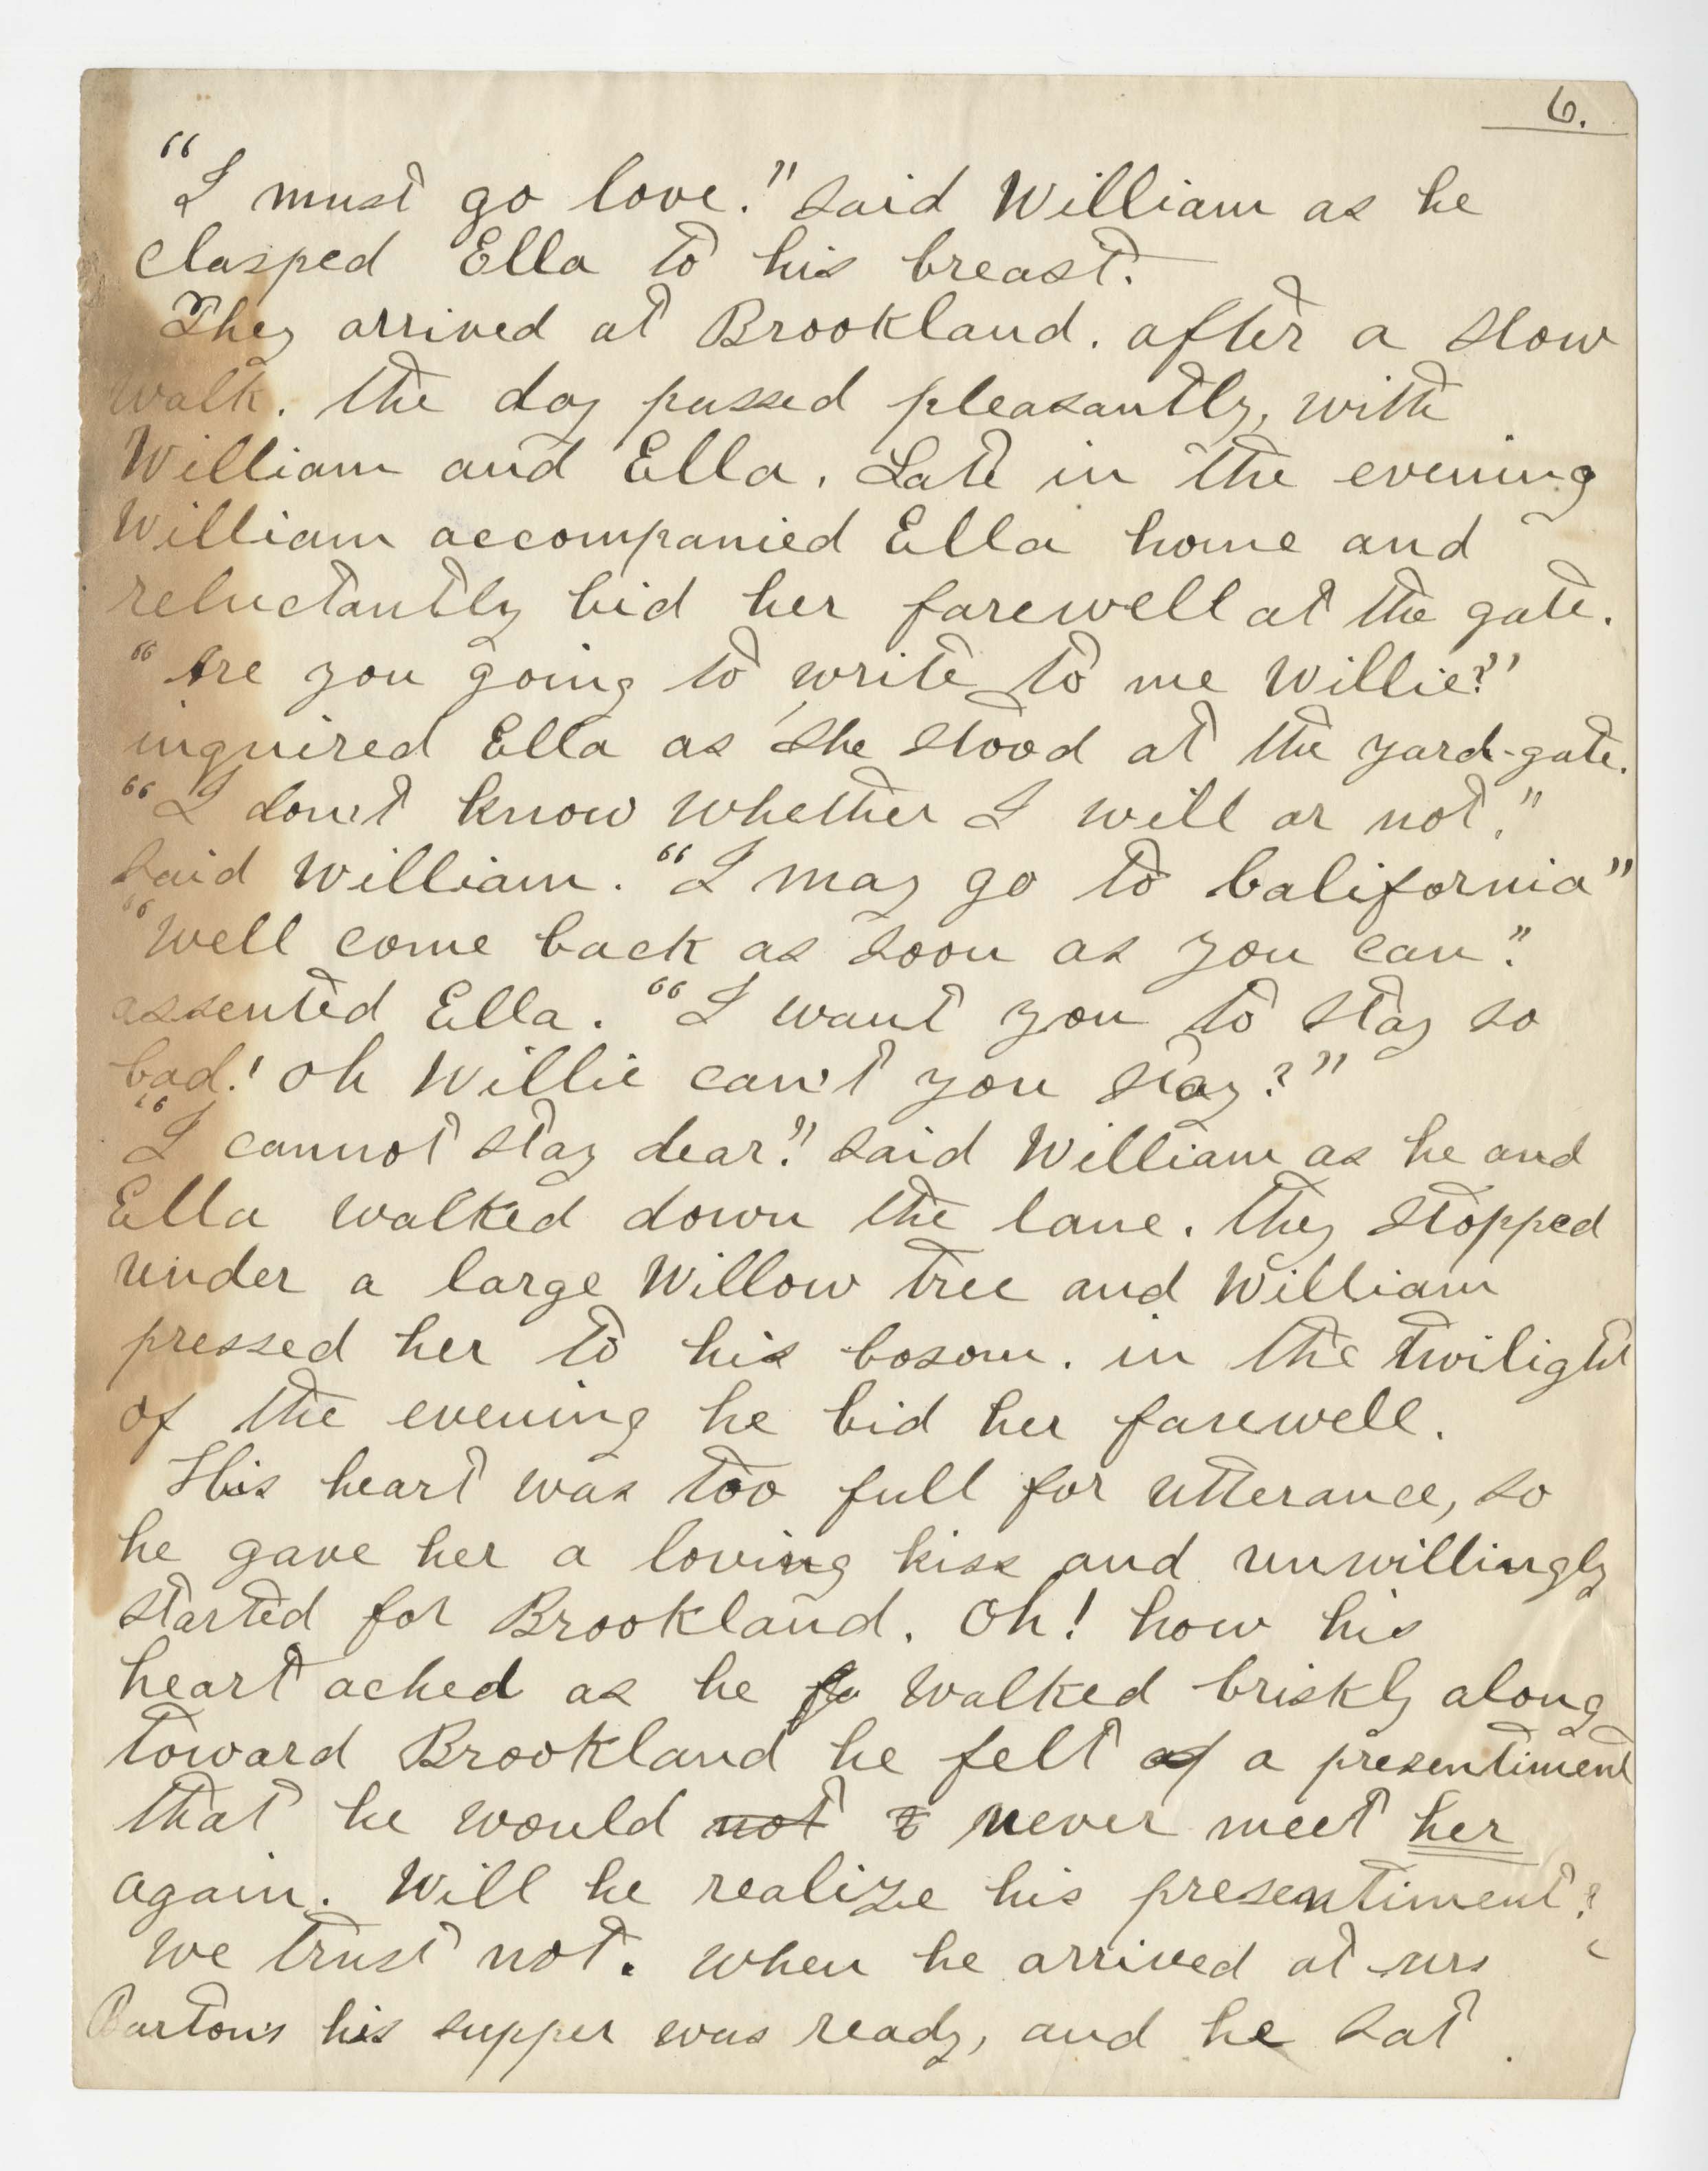 6.
"I must go love." said William as he
clasped Ella to his breast.
They arrived at Brookland. after a slow
walk. The day passed pleasantly, with
William and Ella. Late in the evening
William accompanied Ella home and
reluctantly bid her farewell at the gate.
"Are you going to write to me Willie?"
inquired Ella as she stood at the yard-gate.
"I don't know whether I will or not."
said William. "I may go to California"
"Well come back as soon as you can."
assented Ella. "I want you to stay so
bad! Oh Willie can't you stay?"
"I cannot stay dear." said William as he and
Ella walked down the lane. They stopped
under a large Willow tree and William
pressed her to his bosom. in the twilight
of the evening he bid her farewell.
His heart was too full for utterance, so
he gave her a loving kiss and unwillingly
started for Brookland. Oh! how his
heart ached as he walked briskly along
toward Brookland he felt of a presentiment
that he would not never meet her
again. Will he realize his presentiment?
We trust not. When he arrived at Mrs
Bartons his supper was ready, and he sat